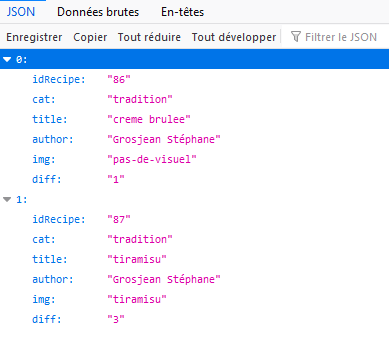 JSON Données brutes En-têtes
Enregistrer Copier Tout réduire Tout développer Filtrer le JSON
0:
idRecipe: "86"
cat: "tradition"
title: "creme brulee"
author: "Grosjean Stéphane"
img: "pas-de-visuel"
diff: "1"
1:
idRecipe: "87"
cat: "tradition"
title: "tiramisu"
author: "Grosjean Stéphane"
img: "tiramisu"
diff: "3"